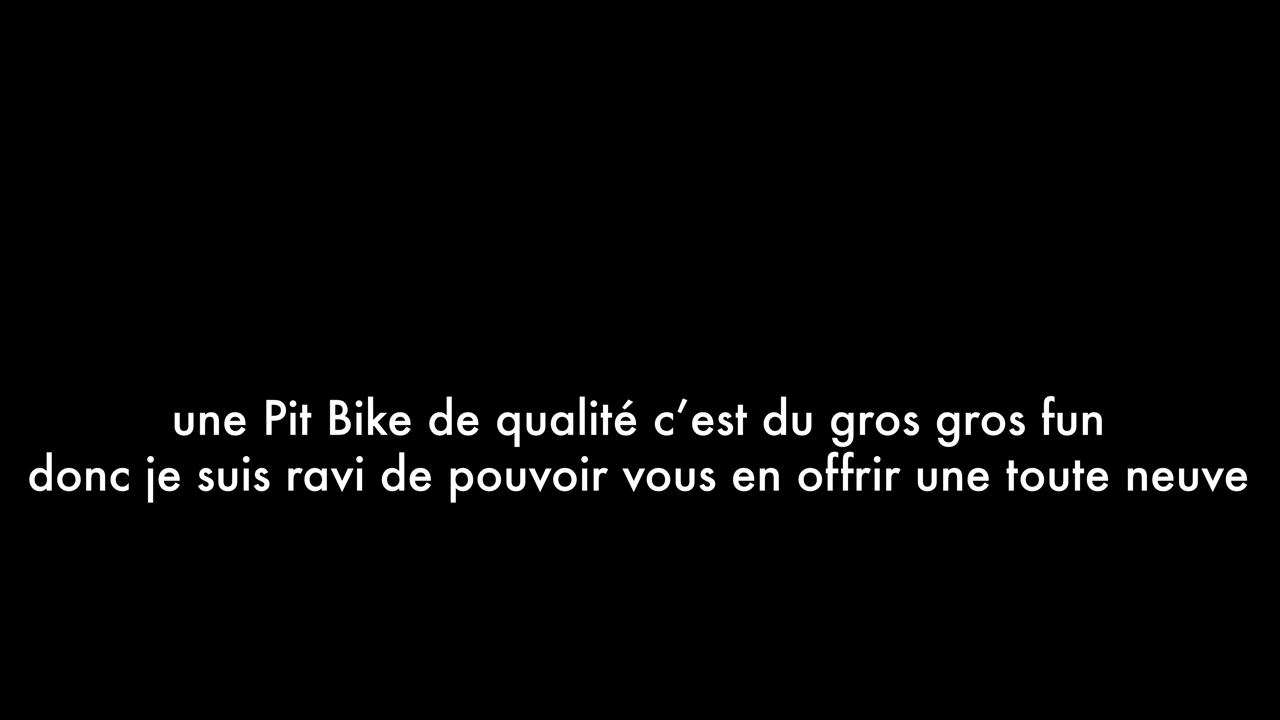 une Pit Bike de qualité c’est du gros gros fun
donc je suis ravi de pouvoir vous en offrir une toute neuve